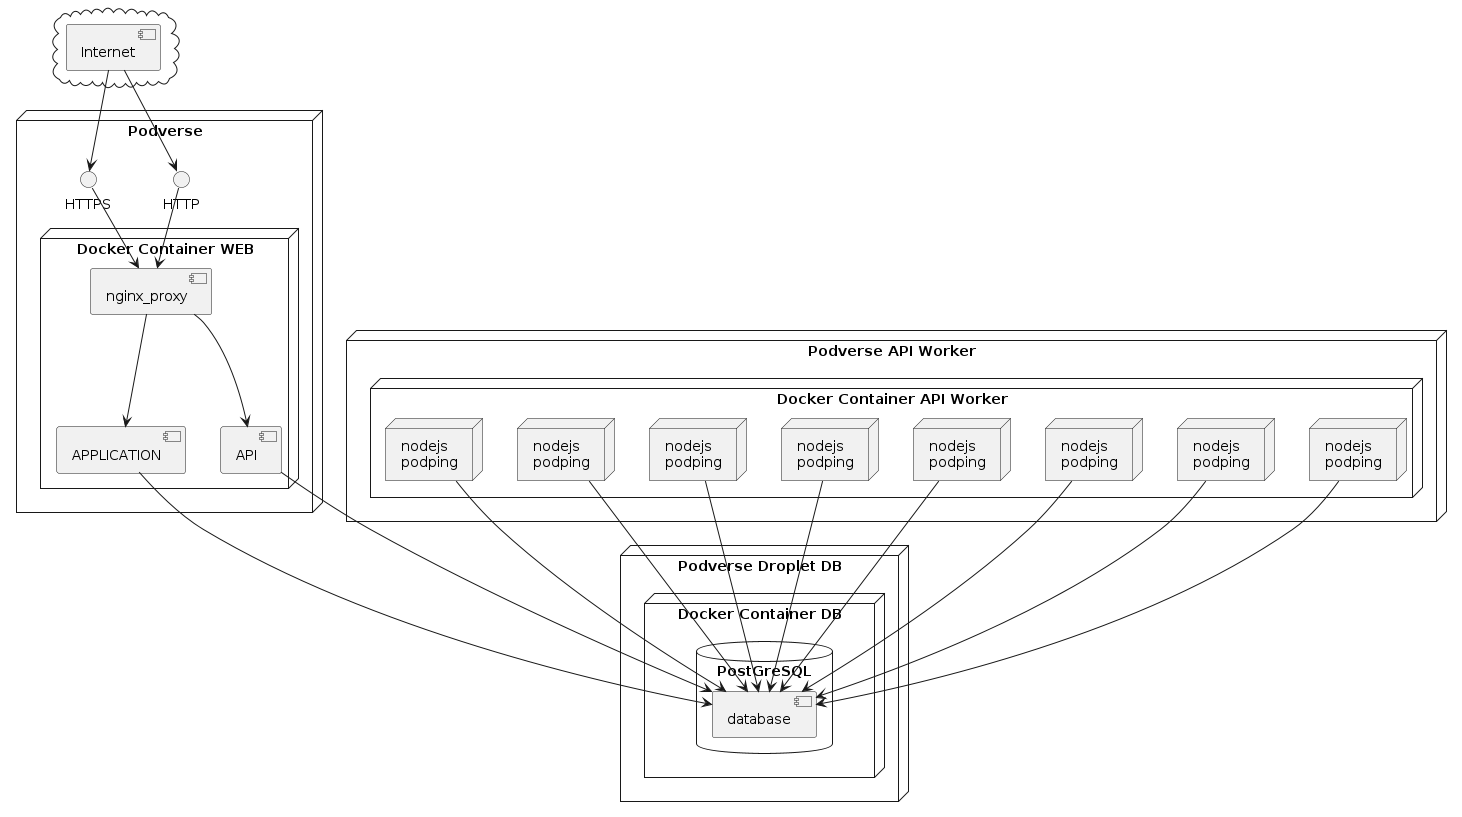 Internet
Podverse
HTTPS
HTTP
Docker Container WEB
nginx_proxy
APPLICATION
API
Podverse API Worker
Docker Container API Worker
nodejs
podping
nodejs
podping
nodejs
podping
nodejs
podping
nodejs
podping
nodejs
podping
nodejs
podping
nodejs
podping
Podverse Droplet DB
Docker Container DB
PostGreSQL
database